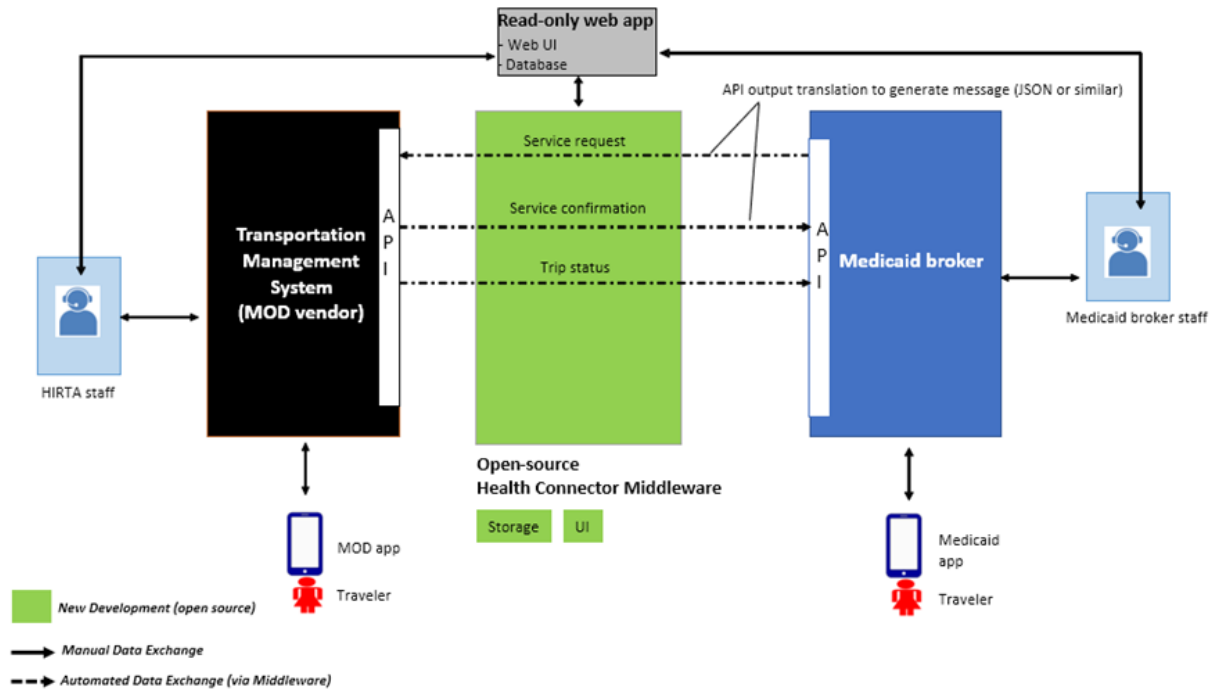 Read-only web app
- Web UI
- Database
API output translation to generate message (JSON or similar)
Service request
Service confirmation
Trip status
A
P
I
Transportation
Management
System
(MOD vendor)
A
P
I
Medicaid broker
HIRTA staff
Medicaid broker staff
Open-source
Health Connector Middleware
Storage
UI
MOD app
Traveler
Medicaid
app
Traveler
New Development (open source)
Manual Data Exchange
Automated Data Exchange (via Middleware)